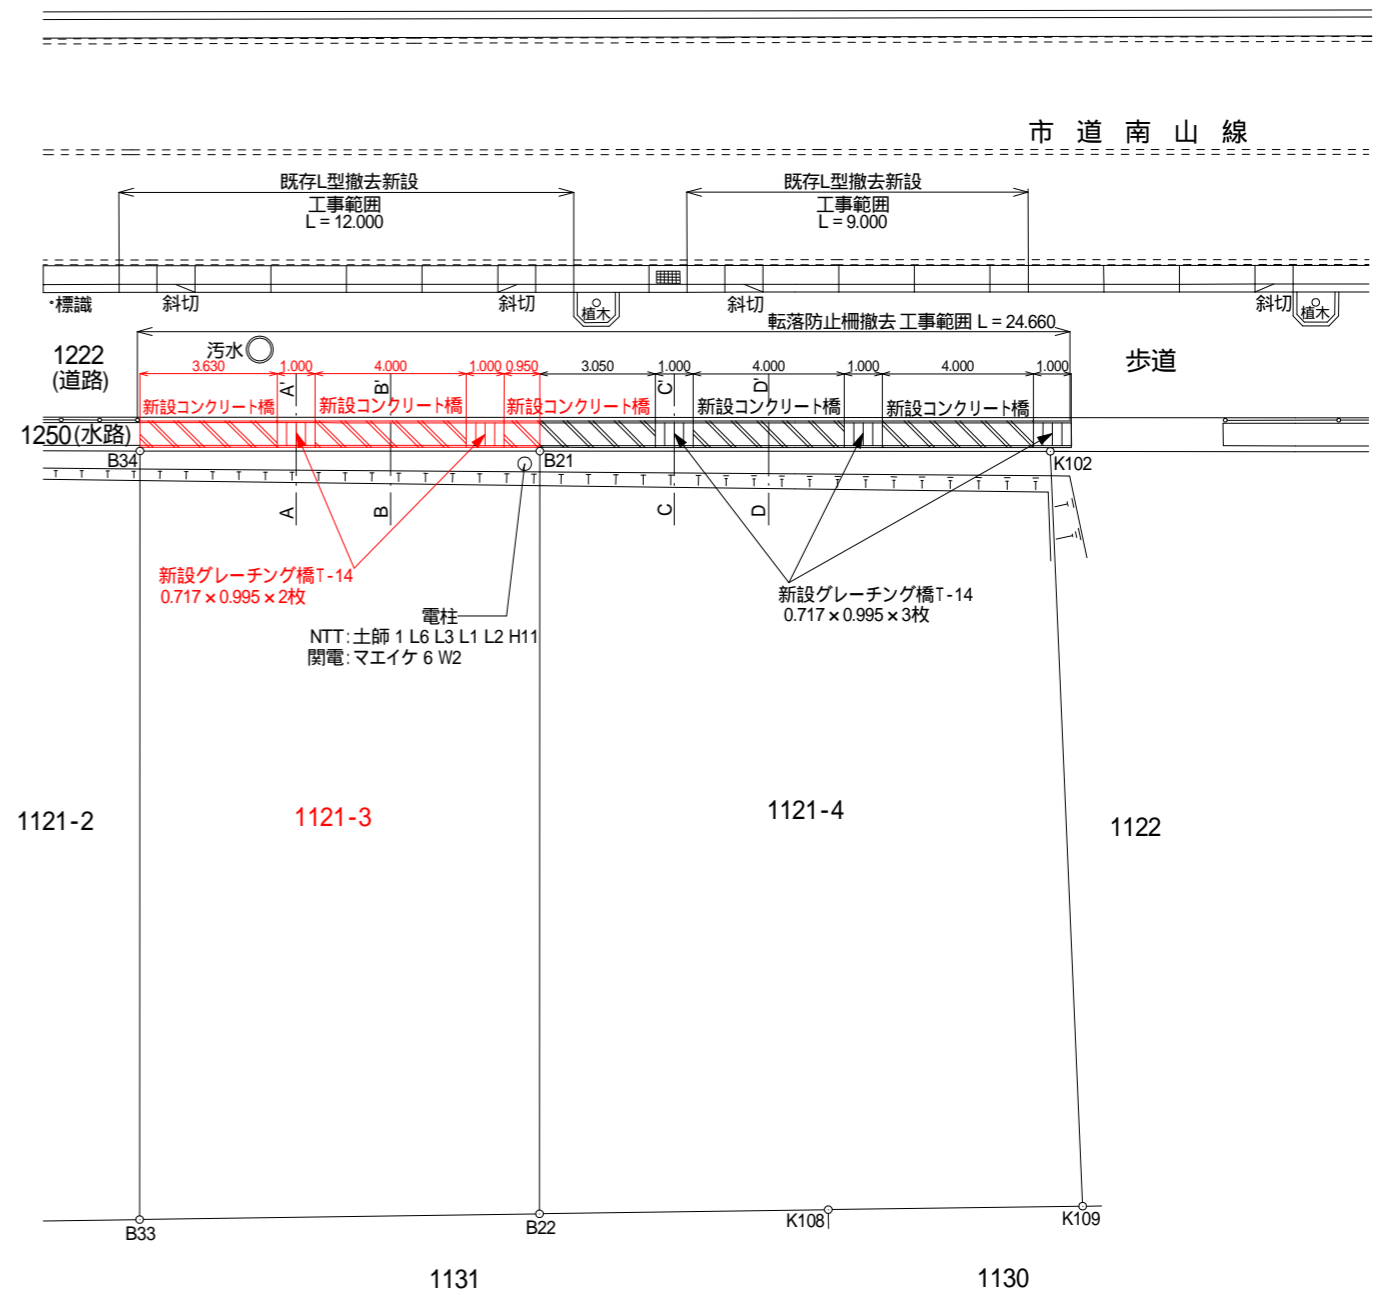 市道南山線
既存L型撤去新設
工事範囲
L = 12.000
既存L型撤去新設
工事範囲
L = 9.000
標識
斜切
斜切
植木
斜切
斜切
植木
転落防止柵撤去 工事範囲 L = 24.660
1222
(道路)
汚水
歩道
3.630
1.000
4.000
1.000
0.950
3.050
1.000
4.000
1.000
4.000
1.000
A'
B'
C'
D'
新設コンクリート橋
新設コンクリート橋
新設コンクリート橋
新設コンクリート橋
新設コンクリート橋
1250(水路)
B34
B21
K102
A
B
C
D
新設グレーチング橋T-14
0.717×0.995×2枚
新設グレーチング橋T-14
0.717×0.995×3枚
電柱
NTT:土師 1 L6 L3 L1 L2 H11
関電:マエイケ 6 W2
1121-2
1121-3
1121-4
1122
B33
B22
K108
K109
1131
1130